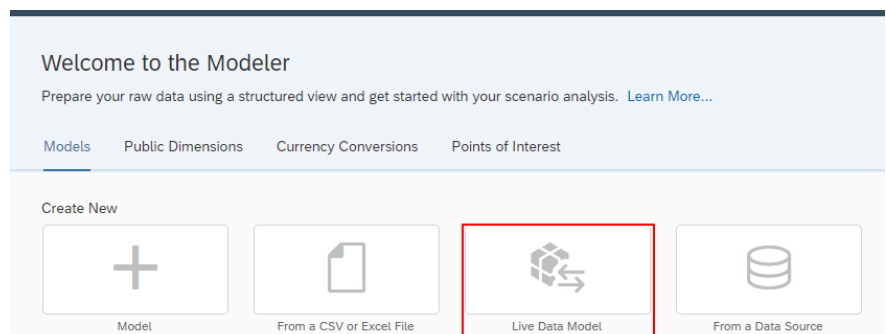 Welcome to the Modeler
Prepare your raw data using a structured view and get started with your scenario analysis. Learn More...
Models Public Dimensions Currency Conversions Points of Interest
Create New
Model From a CSV or Excel File Live Data Model From a Data Source